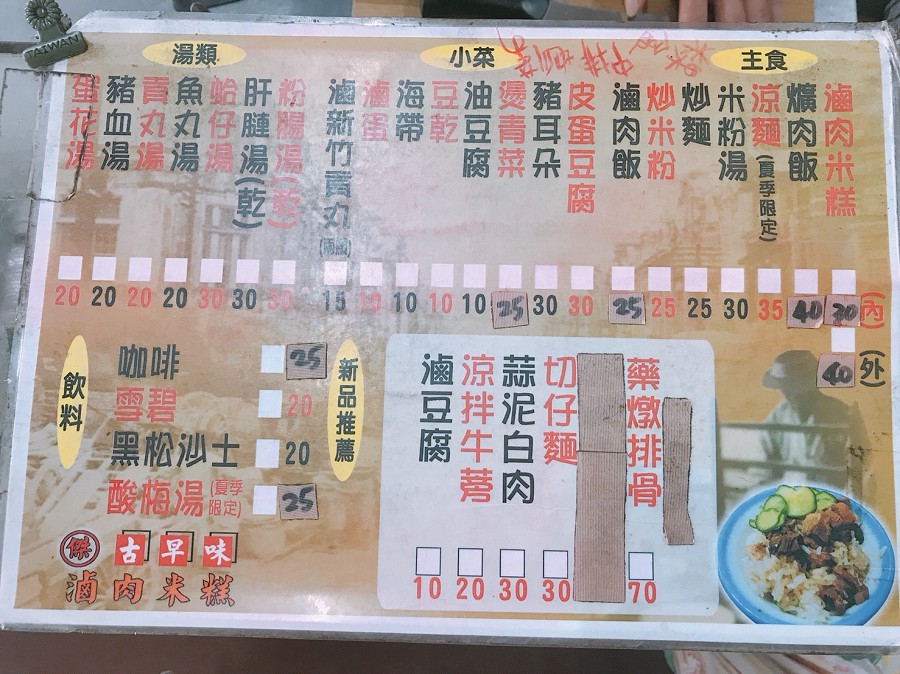 主食
滷肉米糕 30 (內)
40 (外)
爌肉飯 40
涼麵(夏季限定) 35
米粉湯 30
炒麵 25
炒米粉 25
滷肉飯 25
小菜
皮蛋豆腐 30
豬耳朵 30
燙青菜 25
油豆腐 10
豆乾 10
海帶 10
滷蛋 10
滷新竹貢丸(兩顆) 15
湯類
粉腸湯(乾) 30
肝腱湯(乾) 30
蛤仔湯 30
魚丸湯 20
貢丸湯 20
豬血湯 20
蛋花湯 20
飲料
咖啡 25
雪碧 20
黑松沙士 20
酸梅湯(夏季限定) 25
新品推薦
藥燉排骨 70
切仔麵 30
蒜泥白肉 30
涼拌牛蒡 20
滷豆腐 10
傑 古早味
滷肉米糕
TAIWAN